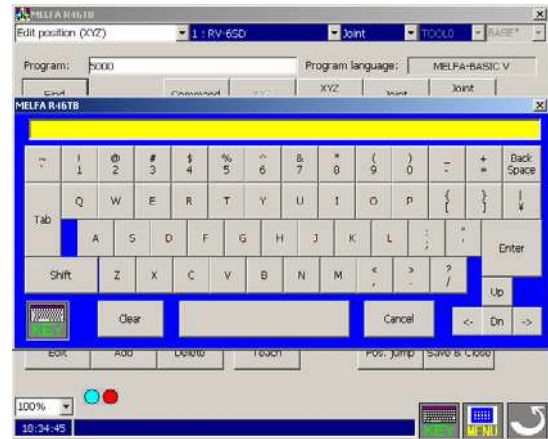 MELFA R46TB
Edit position (XYZ) 1 : RV-6SD Joint TOOL0 BASE*
Program: 5000 Program language: MELFA-BASIC V
XYZ Joint
Command
MELFA R46TB
! @ # $ % ^ & * ( ) _ + Back
1 2 3 4 5 6 7 8 9 0 - = Space
Tab Q W E R T Y U I O P { } |
[ ] ¥
A S D F G H J K L : "
; ' Enter
Shift Z X C V B N M < > ?
, . /
Up
KEY Clear Cancel <- Dn ->
Edit Add Delete Teach Pos. Jump Save & Close
100%
18:34:45 KEY MENU